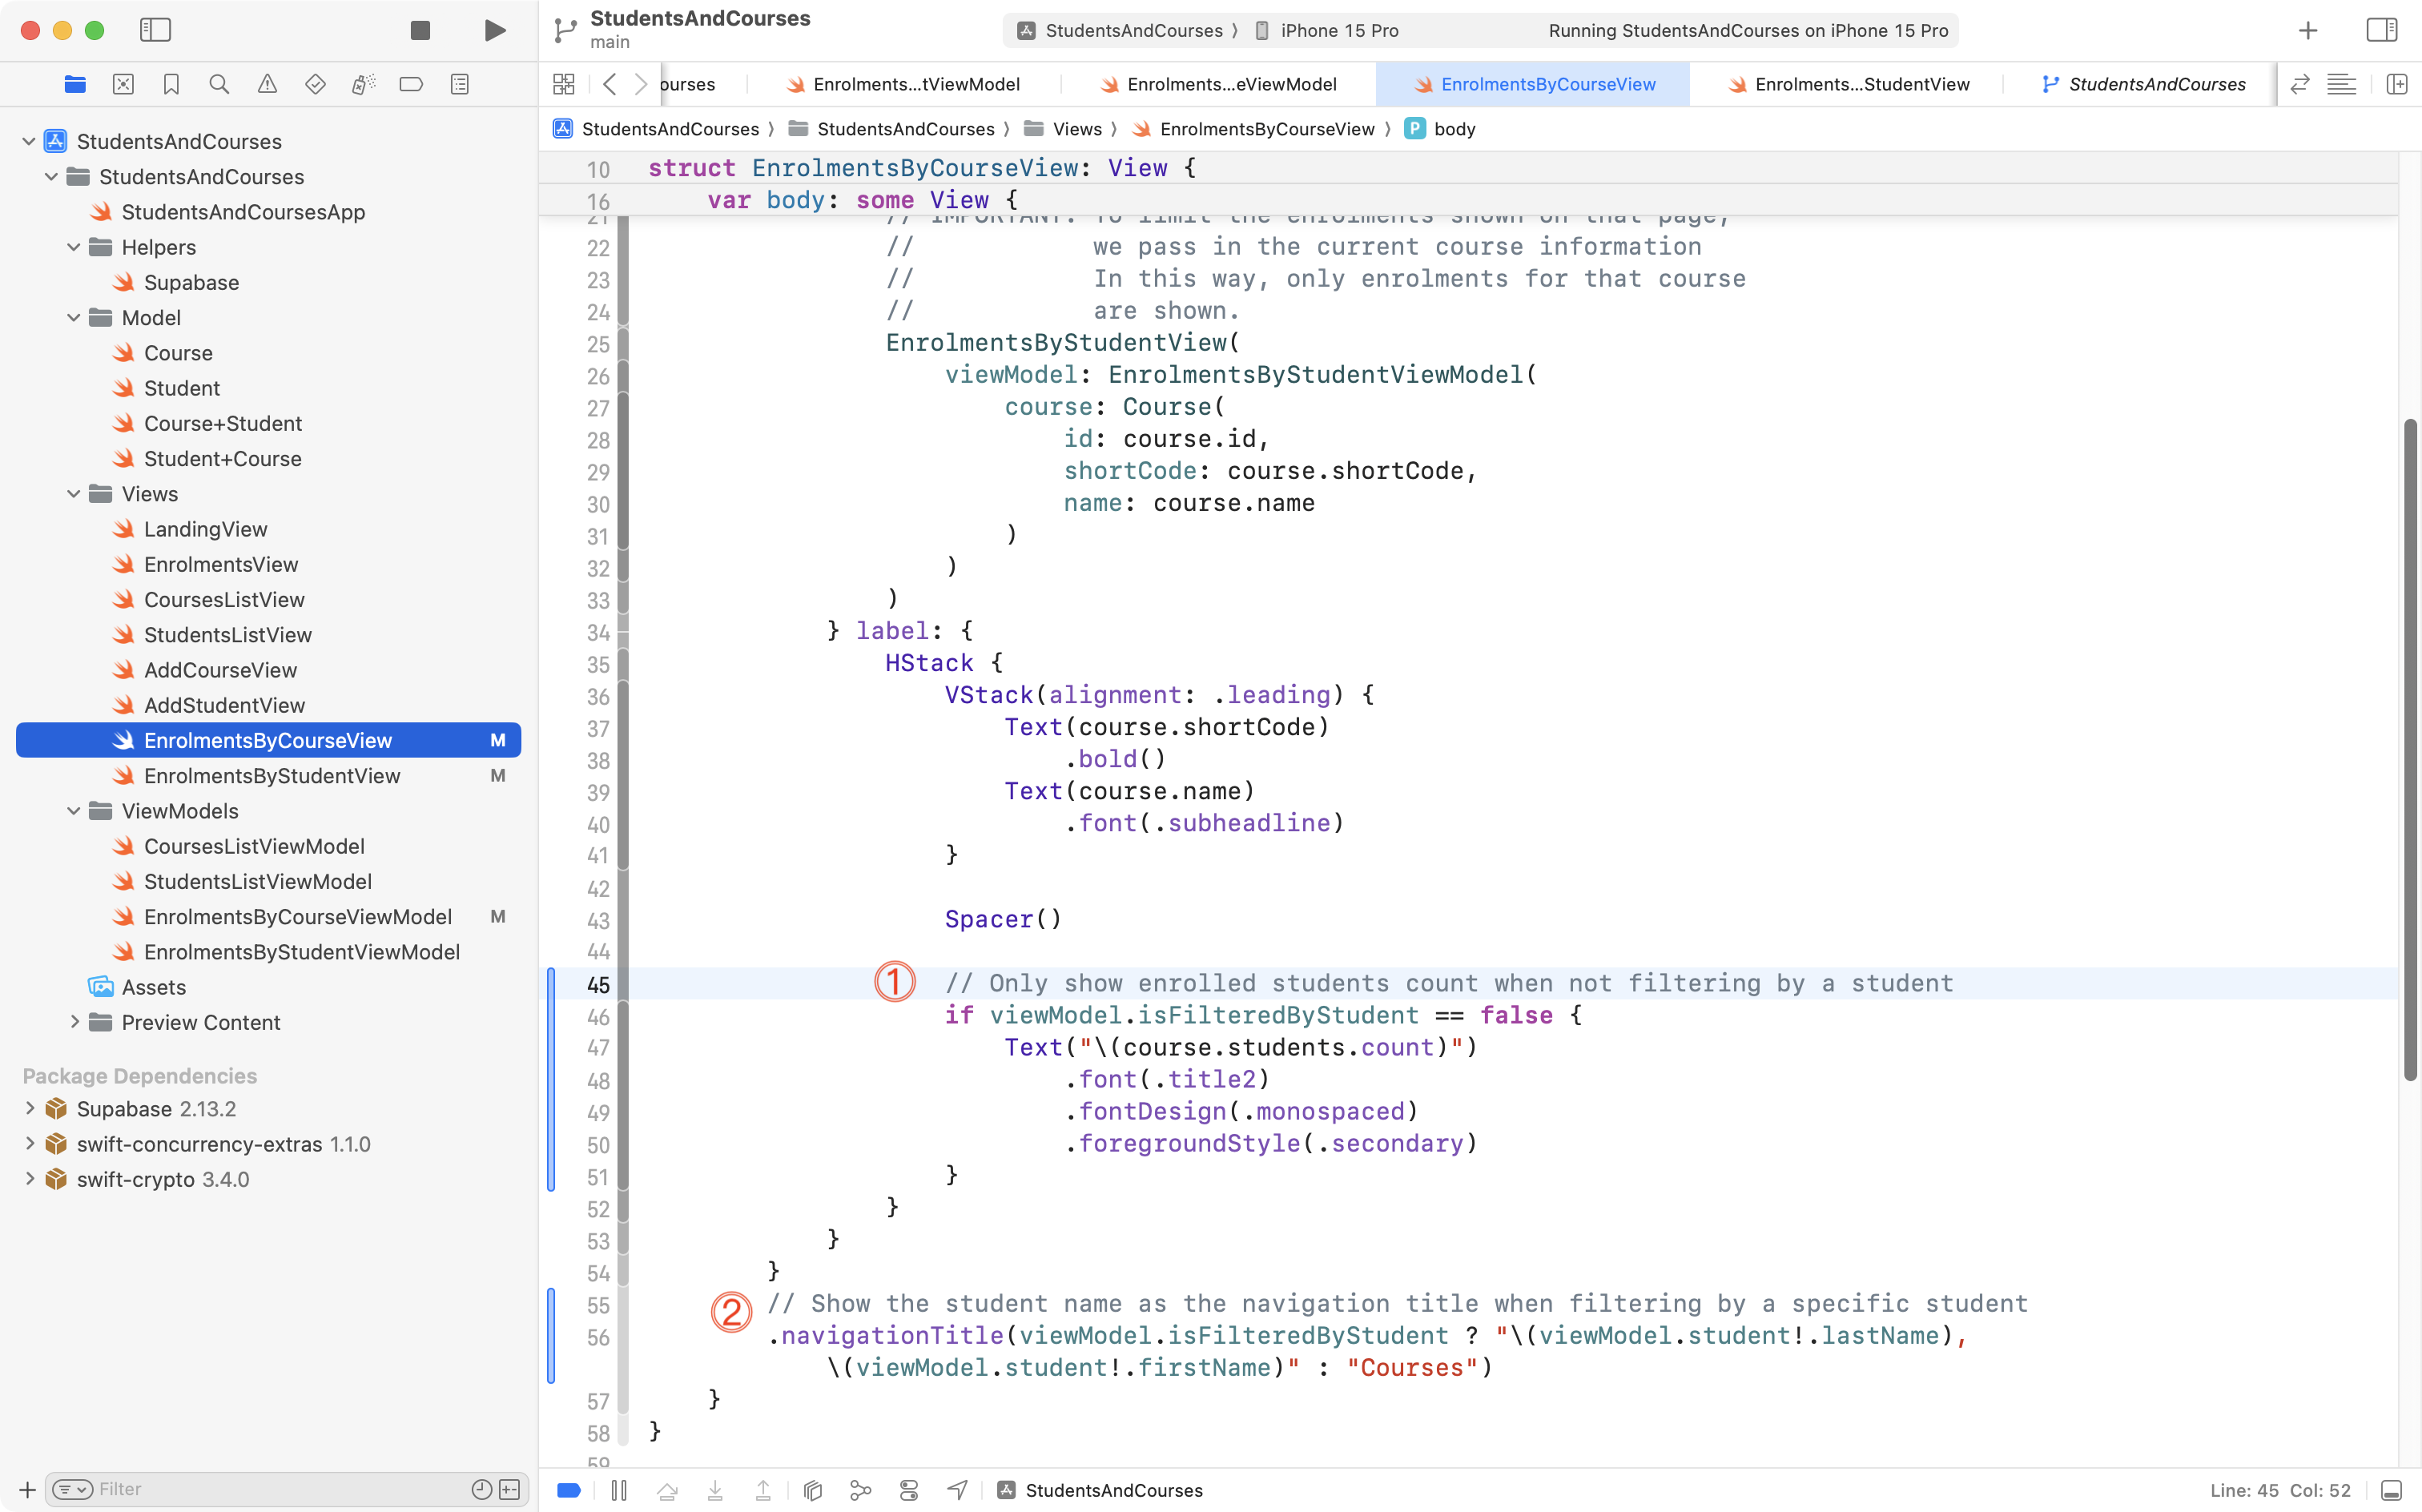 StudentsAndCourses
main
StudentsAndCourses
iPhone 15 Pro
Running StudentsAndCourses on iPhone 15 Pro
ourses
Enrolments...tViewModel
Enrolments...eViewModel
EnrolmentsByCourseView
Enrolments...StudentView
StudentsAndCourses
StudentsAndCourses
StudentsAndCourses
Views
EnrolmentsByCourseView
P body
StudentsAndCourses
StudentsAndCourses
StudentsAndCoursesApp
Helpers
Supabase
Model
Course
Student
Course+Student
Student+Course
Views
LandingView
EnrolmentsView
CoursesListView
StudentsListView
AddCourseView
AddStudentView
EnrolmentsByCourseView M
EnrolmentsByStudentView M
ViewModels
CoursesListViewModel
StudentsListViewModel
EnrolmentsByCourseViewModel M
EnrolmentsByStudentViewModel
Assets
Preview Content
Package Dependencies
Supabase 2.13.2
swift-concurrency-extras 1.1.0
swift-crypto 3.4.0
Filter
10 struct EnrolmentsByCourseView: View {
16 var body: some View {
21 // IMPORTANT: To limit the enrolments shown on that page,
22 // we pass in the current course information
23 // In this way, only enrolments for that course
24 // are shown.
25 EnrolmentsByStudentView(
26 viewModel: EnrolmentsByStudentViewModel(
27 course: Course(
28 id: course.id,
29 shortCode: course.shortCode,
30 name: course.name
31 )
32 )
33 )
34 } label: {
35 HStack {
36 VStack(alignment: .leading) {
37 Text(course.shortCode)
38 .bold()
39 Text(course.name)
40 .font(.subheadline)
41 }
42
43 Spacer()
44
45 ① // Only show enrolled students count when not filtering by a student
46 if viewModel.isFilteredByStudent == false {
47 Text("\(course.students.count)")
48 .font(.title2)
49 .fontDesign(.monospaced)
50 .foregroundStyle(.secondary)
51 }
52 }
53 }
54 }
55 ② // Show the student name as the navigation title when filtering by a specific student
56 .navigationTitle(viewModel.isFilteredByStudent ? "\(viewModel.student!.lastName),
\(viewModel.student!.firstName)" : "Courses")
57 }
58 }
59
StudentsAndCourses
Line: 45 Col: 52